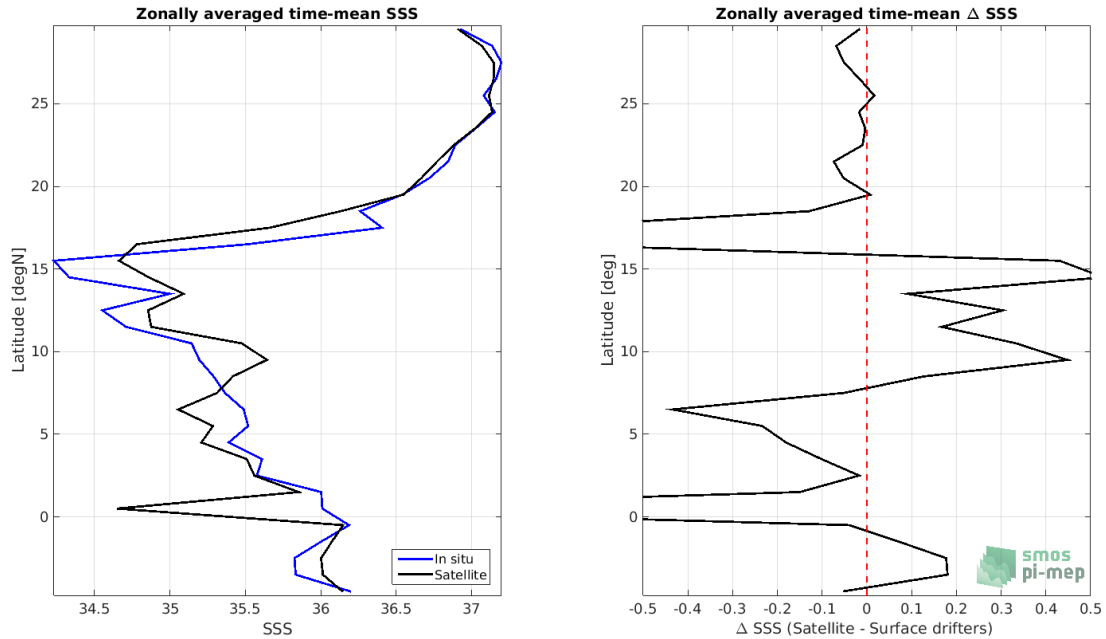 Zonally averaged time-mean SSS
Latitude [degN]
25
20
15
10
5
0
34.5 35 35.5 36 36.5 37
SSS
In situ
Satellite
Zonally averaged time-mean Δ SSS
Latitude [deg]
25
20
15
10
5
0
-0.5 -0.4 -0.3 -0.2 -0.1 0 0.1 0.2 0.3 0.4 0.5
Δ SSS (Satellite - Surface drifters)
smos
pi-mep